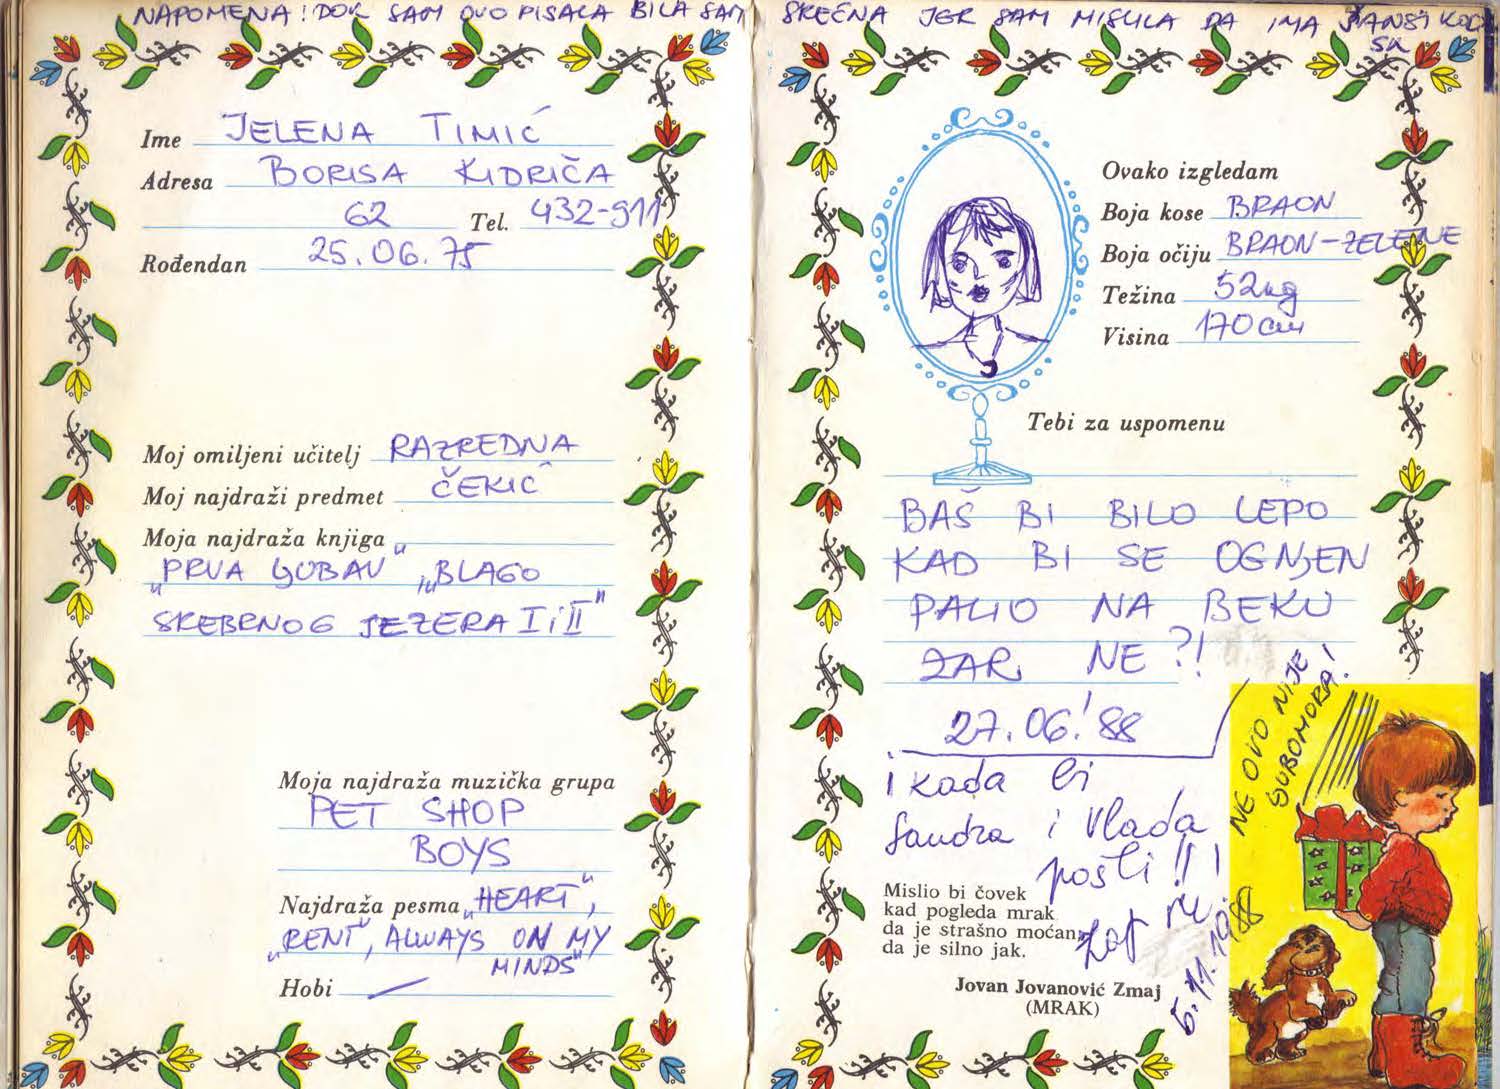 NAPOMENA! DOK SAM OVO PISALA BILA SAM SREĆNA JER SAM MISLILA DA IMA ŠANSI KOD
Ime JELENA TIMIĆ
Adresa BORISA KIDRIČA
62 Tel. 432-911
Rođendan 25.06.75
Moj omiljeni učitelj RAZREDNA
Moj najdraži predmet ČEKIĆ
Moja najdraža knjiga
"PRVA LJUBAV" "BLAGO
SREBRNOG JEZERA I i II"
Moja najdraža muzička grupa
PET SHOP
BOYS
Najdraža pesma "HEART",
"RENT", ALWAYS ON MY
MINDS"
Hobi —
Ovako izgledam
Boja kose BRAON
Boja očiju BRAON-ZELENE
Težina 52kg
Visina 170cm
Tebi za uspomenu
BAŠ BI BILO LEPO
KAD BI SE OGNJEN
PALIO NA BEKU
ZAR NE?!
27.06.'88
i kada bi
Sandra i Vlada
pošli!!!
zar ne
NE OVO NIJE
LJUBOMORA!
Mislio bi čovek
kad pogleda mrak
da je strašno moćan,
da je silno jak.
Jovan Jovanović Zmaj
(MRAK)